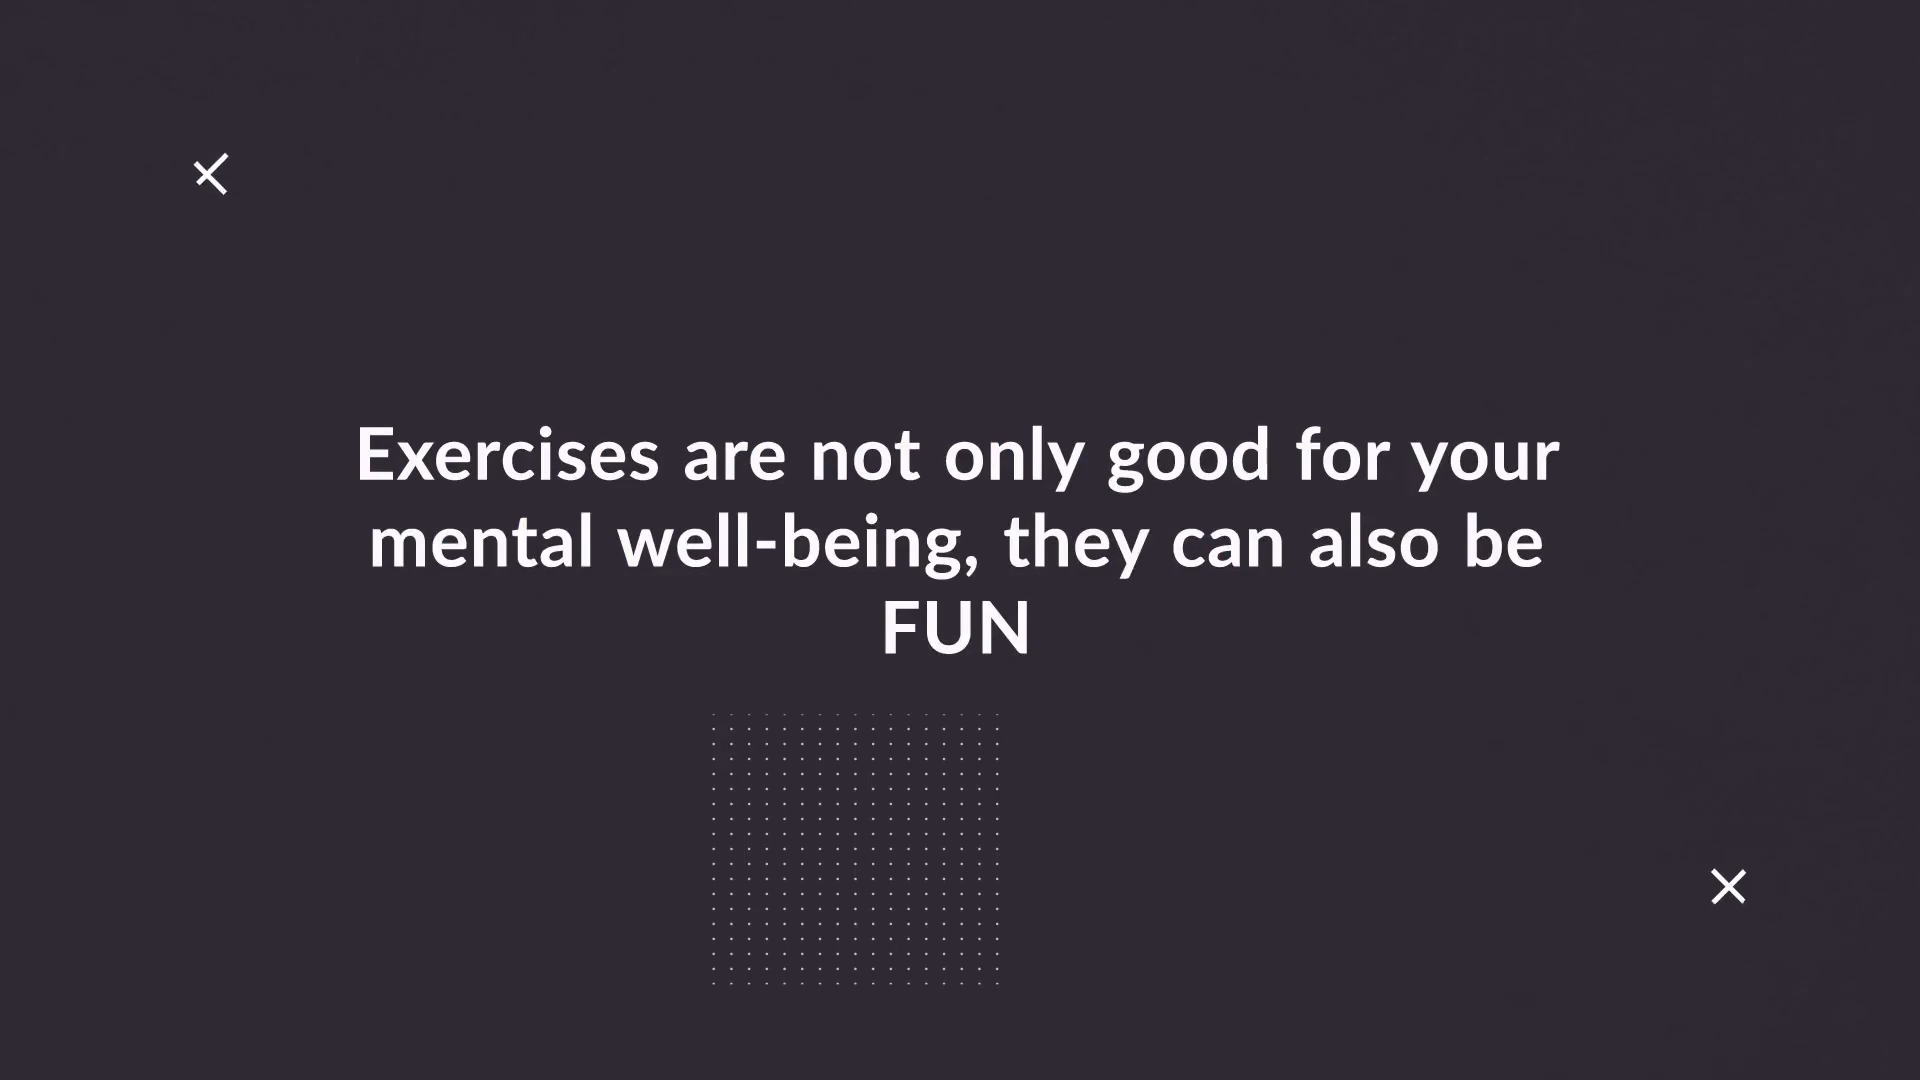 Exercises are not only good for your
mental well-being, they can also be
FUN